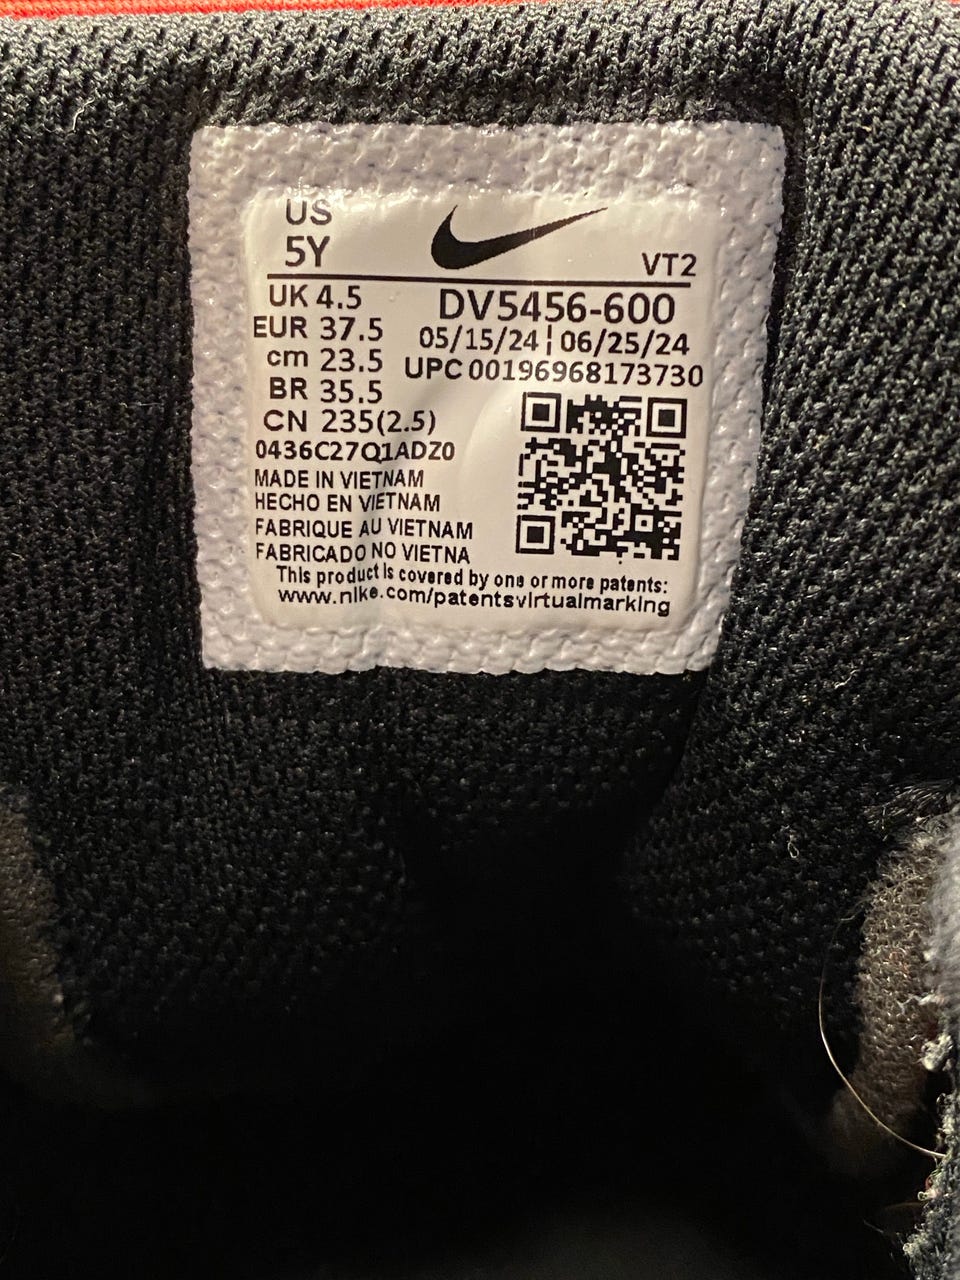 US
5Y
VT2
UK 4.5
EUR 37.5
cm 23.5
BR 35.5
CN 235(2.5)
DV5456-600
05/15/24¦06/25/24
UPC 00196968173730
0436C27Q1ADZ0
MADE IN VIETNAM
HECHO EN VIETNAM
FABRIQUE AU VIETNAM
FABRICADO NO VIETNA
This product is covered by one or more patents:
www.nike.com/patentsvirtualmarking